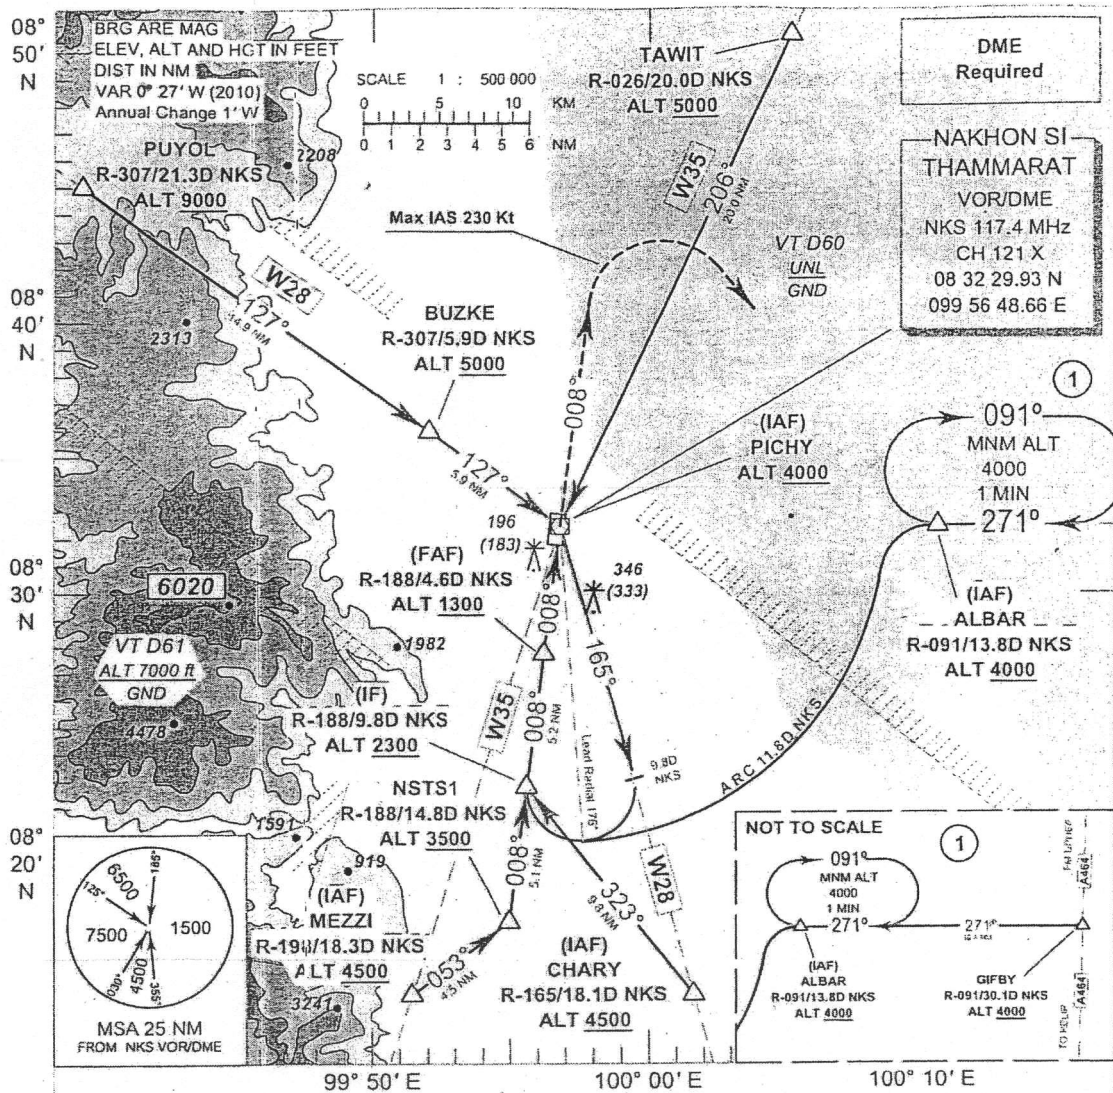 08°
50'
N
BRG ARE MAG
ELEV, ALT AND HGT IN FEET
DIST IN NM
VAR 0° 27' W (2010)
Annual Change 1' W
SCALE 1 : 500 000
0 5 10 KM
0 1 2 3 4 5 6 NM
TAWIT
R-026/20.0D NKS
ALT 5000
DME
Required
NAKHON SI
THAMMARAT
VOR/DME
NKS 117.4 MHz
CH 121 X
08 32 29.93 N
099 56 48.66 E
PUYOL
R-307/21.3D NKS
ALT 9000
2208
W35
206°
20.0 NM
Max IAS 230 Kt
VT D60
UNL
GND
W28
127°
14.9 NM
08°
40'
N
2313
BUZKE
R-307/5.9D NKS
ALT 5000
008°
(IAF)
PICHY
ALT 4000
1
091°
MNM ALT
4000
1 MIN
271°
127°
5.9 NM
196
(183)
346
(333)
(FAF)
R-188/4.6D NKS
ALT 1300
008°
165°
(IAF)
ALBAR
R-091/13.8D NKS
ALT 4000
08°
30'
N
6020
1982
VT D61
ALT 7000 ft
GND
4478
(IF)
R-188/9.8D NKS
ALT 2300
W35
008°
5.2 NM
Lead Radial 176°
9.8D
NKS
ARC 11.8D NKS
NSTS1
R-188/14.8D NKS
ALT 3500
008°
5.1 NM
08°
20'
N
1591
919
(IAF)
MEZZI
R-198/18.3D NKS
ALT 4500
053°
4.5 NM
3241
323°
9.8 NM
W28
(IAF)
CHARY
R-165/18.1D NKS
ALT 4500
6500
186°
125°
7500
1500
4500
030°
355°
MSA 25 NM
FROM NKS VOR/DME
NOT TO SCALE
1
091°
MNM ALT
4000
1 MIN
271°
271°
(IAF)
ALBAR
R-091/13.8D NKS
ALT 4000
GIFBY
R-091/30.1D NKS
ALT 4000
A464
A464
99° 50' E
100° 00' E
100° 10' E